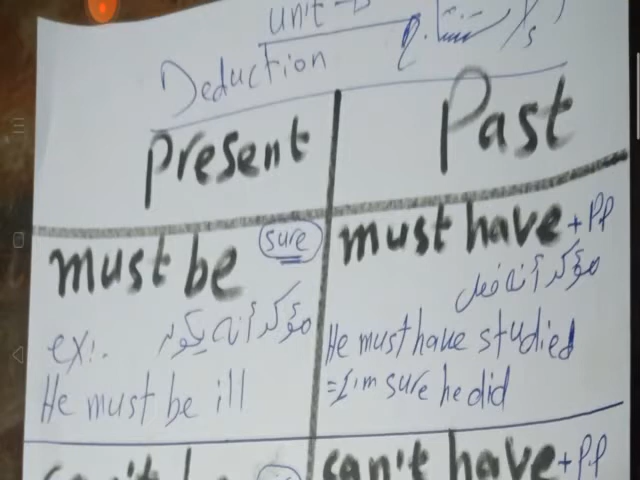 Deduction
Present
Past
must be
sure
must have + PP
مؤكد أنه يكون
مؤكد أنه فعل
ex:.
He must be ill
He must have studied
= I'm sure he did
can't have + PP